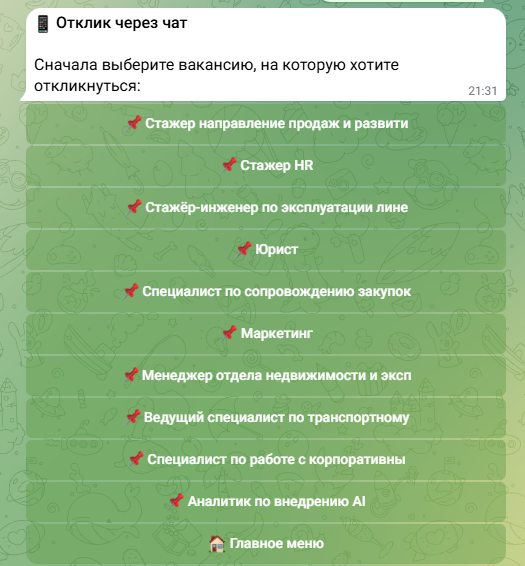 📱 Отклик через чат
Сначала выберите вакансию, на которую хотите
откликнуться:
21:31
📌 Стажер направление продаж и развити
📌 Стажер HR
📌 Стажёр-инженер по эксплуатации лине
📌 Юрист
📌 Специалист по сопровождению закупок
📌 Маркетинг
📌 Менеджер отдела недвижимости и эксп
📌 Ведущий специалист по транспортному
📌 Специалист по работе с корпоративны
📌 Аналитик по внедрению AI
🏠 Главное меню